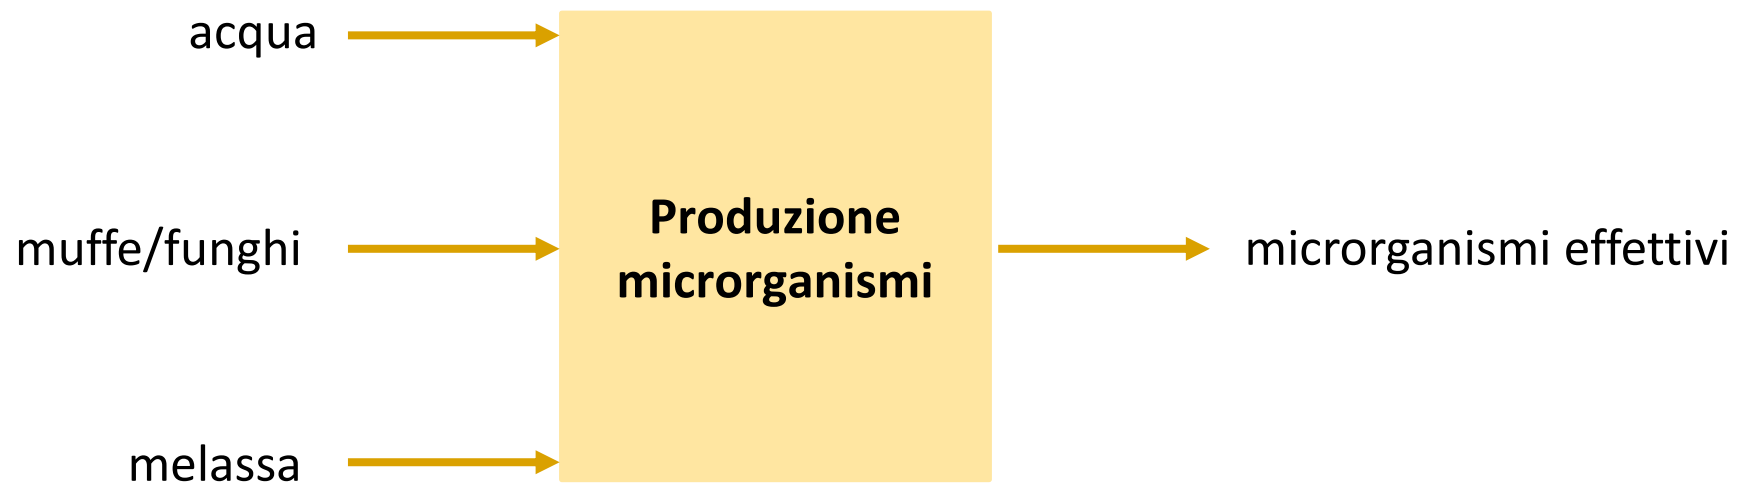 acqua
muffe/funghi
melassa
Produzione
microrganismi
microrganismi effettivi